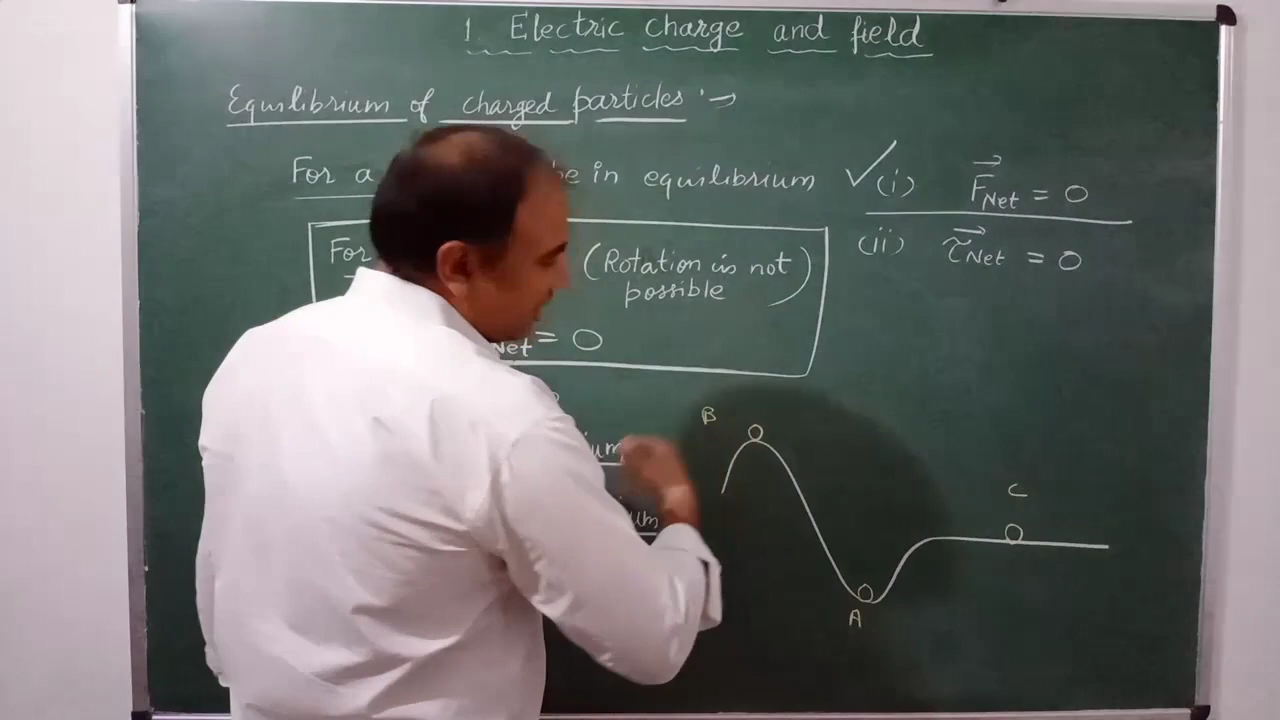 1. Electric charge and field
Equilibrium of charged particles :→
For a be in equilibrium ✓ (i) F⃗Net = 0
(ii) τ⃗Net = 0
For (Rotation is not possible)
Net = 0
B
C
A